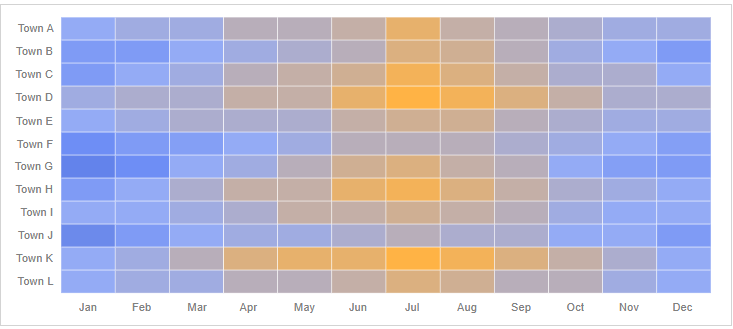 Town A
Town B
Town C
Town D
Town E
Town F
Town G
Town H
Town I
Town J
Town K
Town L
Jan Feb Mar Apr May Jun Jul Aug Sep Oct Nov Dec